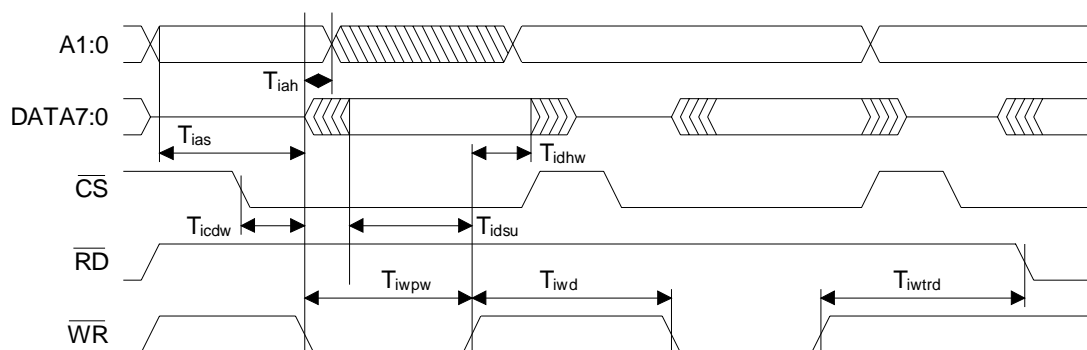 A1:0
Tiah
DATA7:0
Tias
Tidhw
CS
Ticdw
Tidsu
RD
Tiwpw
Tiwd
Tiwtrd
WR